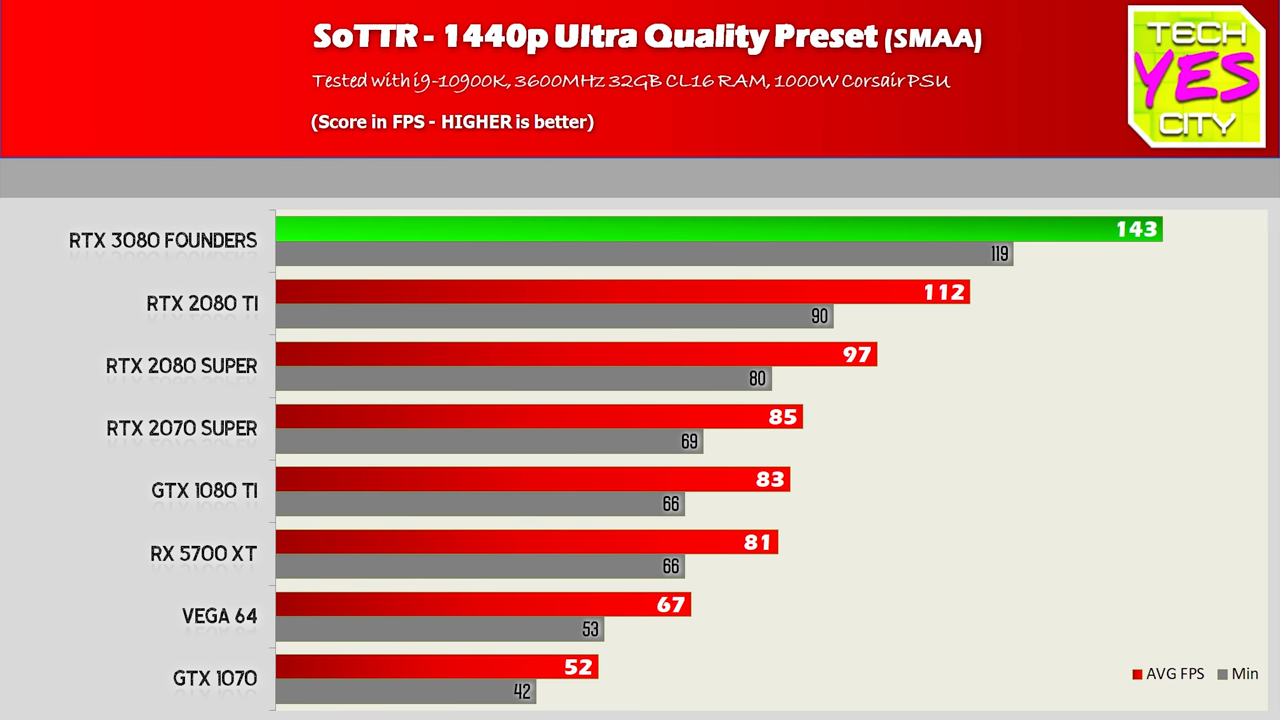 SoTTR - 1440p Ultra Quality Preset (SMAA)
Tested with i9-10900K, 3600MHz 32GB CL16 RAM, 1000W Corsair PSU
(Score in FPS - HIGHER is better)
TECH
YES
CITY
RTX 3080 FOUNDERS
143
119
RTX 2080 TI
112
90
RTX 2080 SUPER
97
80
RTX 2070 SUPER
85
69
GTX 1080 TI
83
66
RX 5700 XT
81
66
VEGA 64
67
53
GTX 1070
52
42
AVG FPS Min